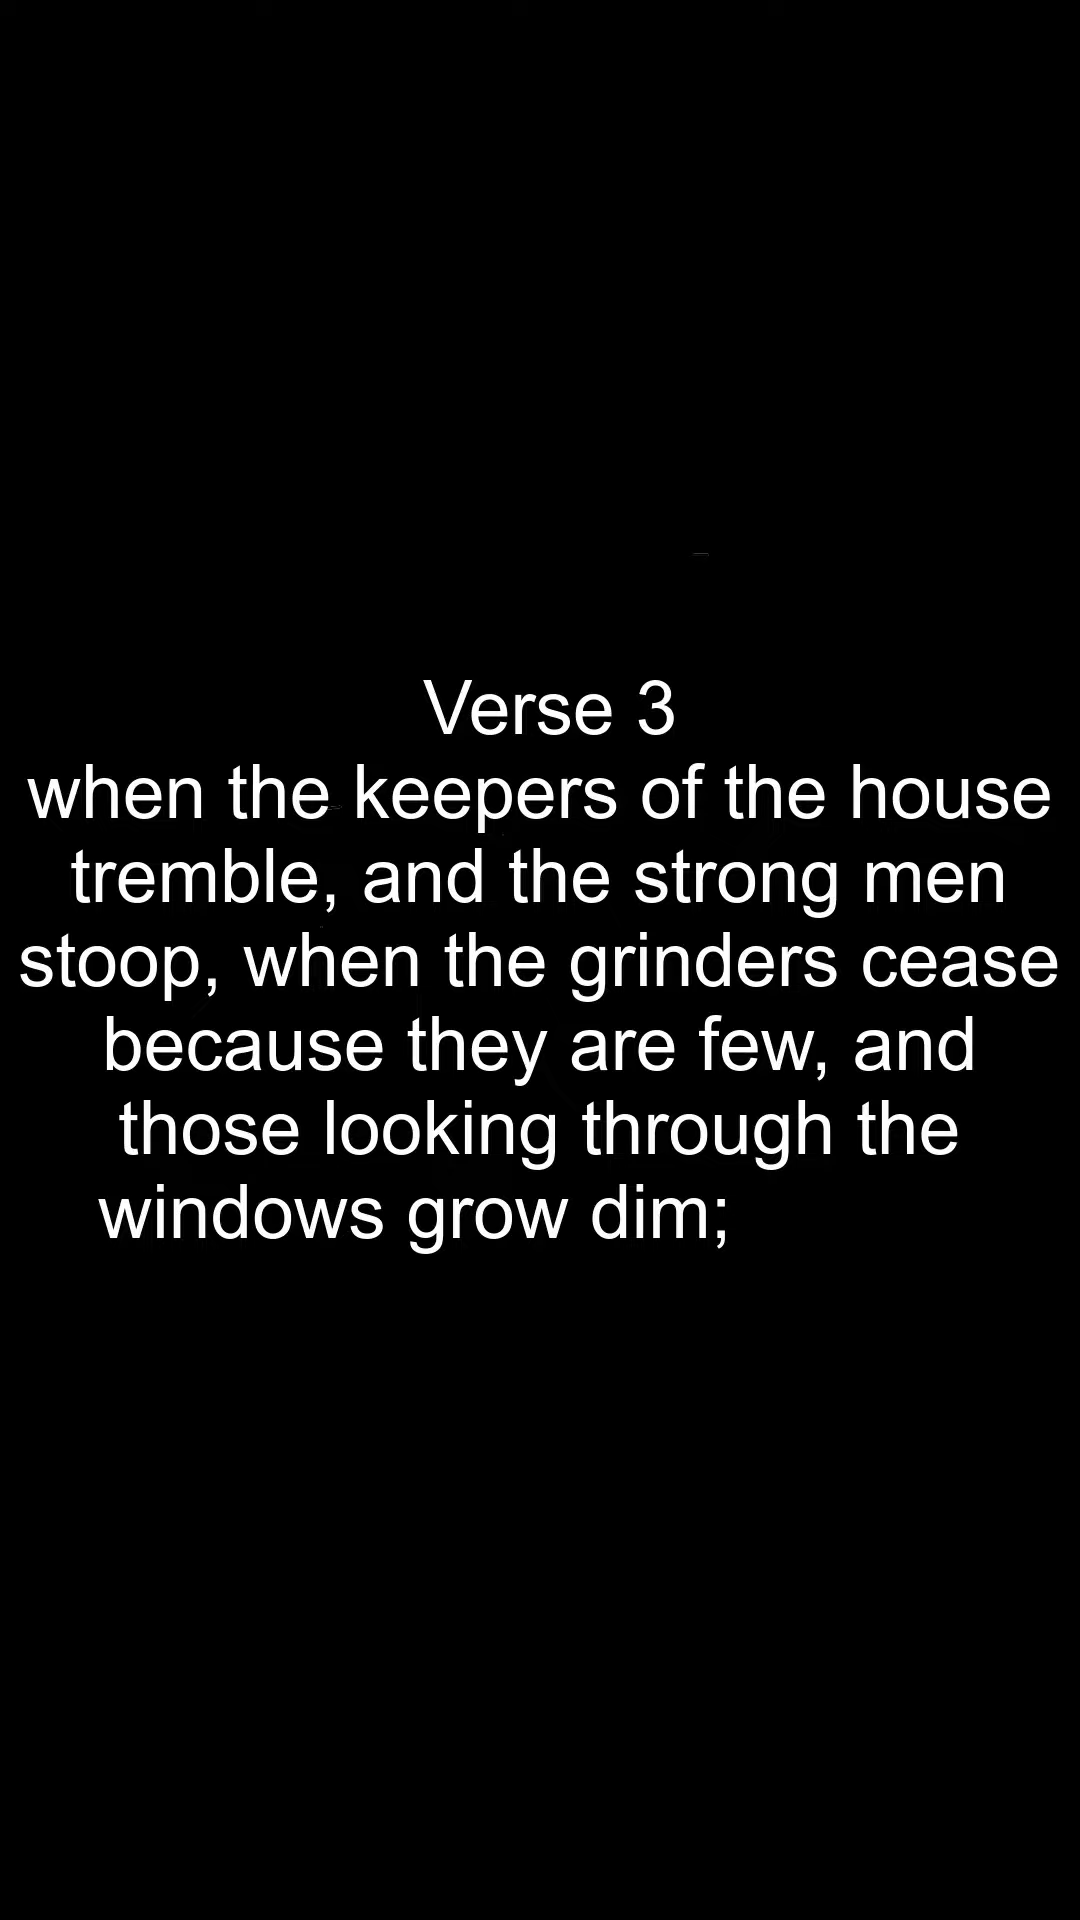 Verse 3
when the keepers of the house
tremble, and the strong men
stoop, when the grinders cease
because they are few, and
those looking through the
windows grow dim;